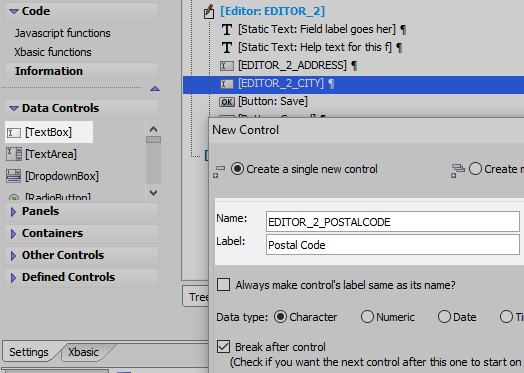 Code
Javascript functions
Xbasic functions
Information
Data Controls
[TextBox]
[TextArea]
[DropdownBox]
[RadioButton]
Panels
Containers
Other Controls
Defined Controls
Settings
Xbasic
[Editor: EDITOR_2]
[Static Text: Field label goes her] ¶
[Static Text: Help text for this f] ¶
[EDITOR_2_ADDRESS] ¶
[EDITOR_2_CITY] ¶
[Button: Save]
Tree
New Control
Create a single new control
Create
Name: EDITOR_2_POSTALCODE
Label: Postal Code
Always make control's label same as its name?
Data type: Character Numeric Date
Break after control
(Check if you want the next control after this one to start on